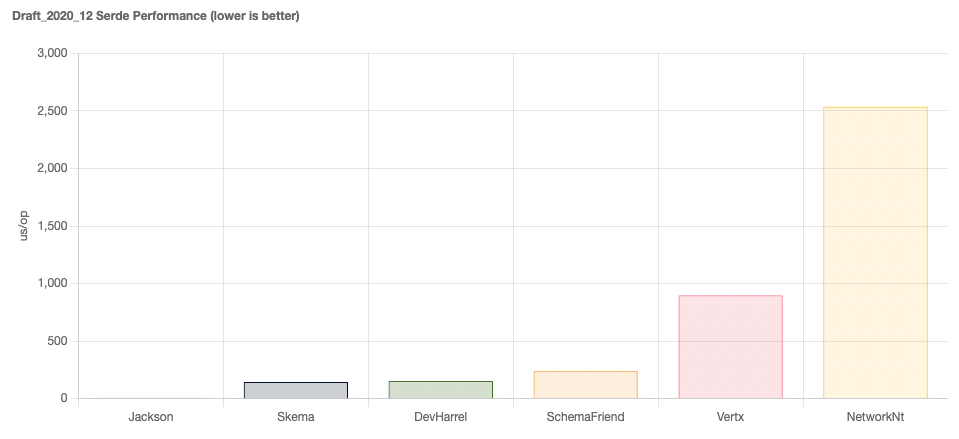 Draft_2020_12 Serde Performance (lower is better)
3,000
2,500
2,000
1,500
1,000
500
0
us/op
Jackson Skema DevHarrel SchemaFriend Vertx NetworkNt